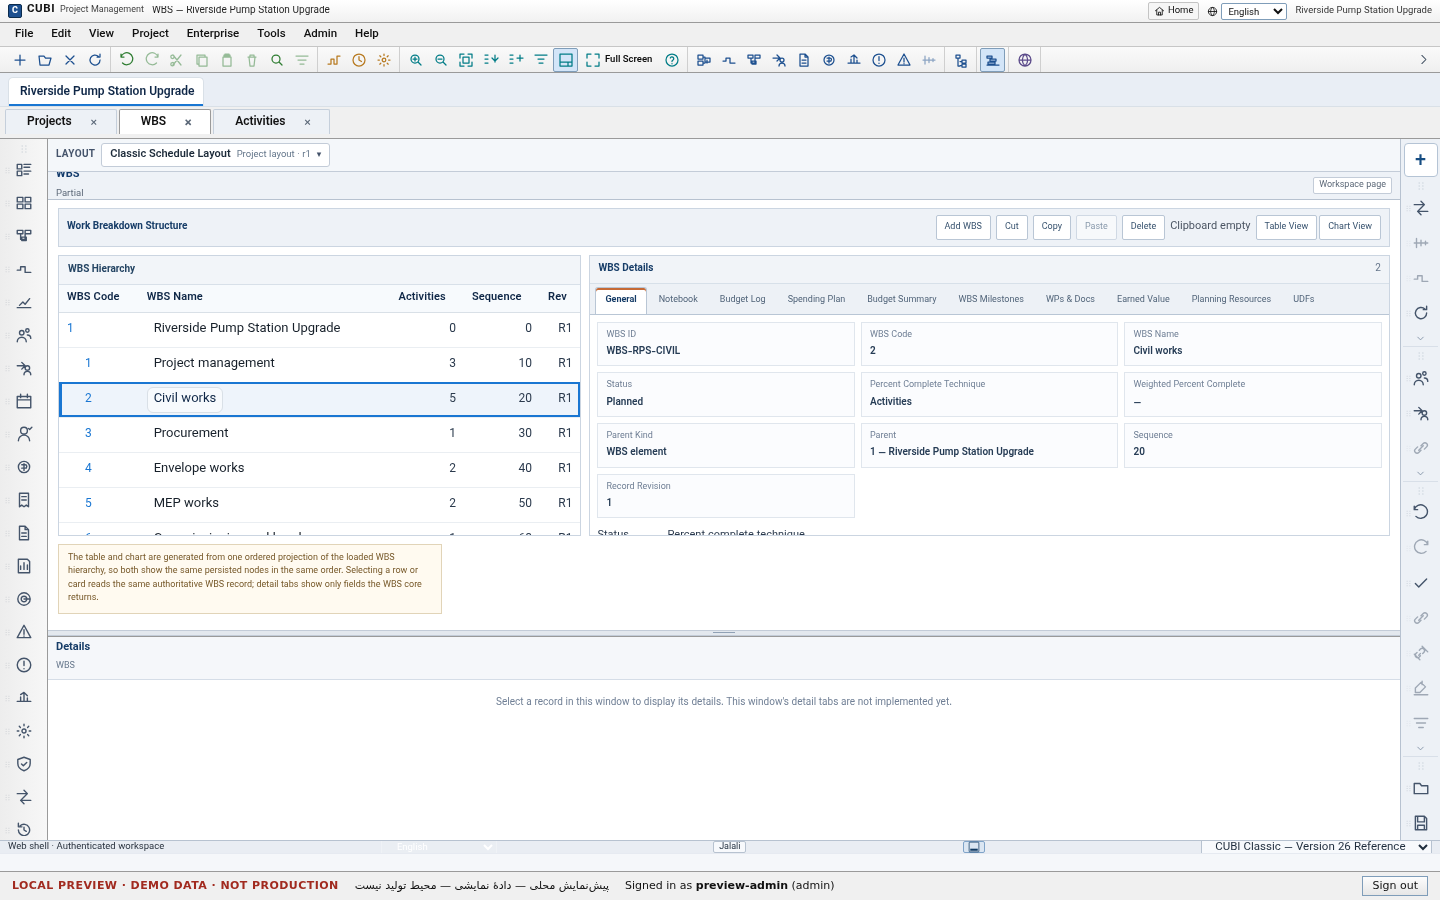 CUBI Project Management WBS — Riverside Pump Station Upgrade Home English Riverside Pump Station Upgrade
File Edit View Project Enterprise Tools Admin Help
Full Screen
Riverside Pump Station Upgrade
Projects × WBS × Activities ×
LAYOUT Classic Schedule Layout Project layout · r1
WBS
Partial Workspace page
Work Breakdown Structure Add WBS Cut Copy Paste Delete Clipboard empty Table View Chart View
WBS Hierarchy
WBS Code WBS Name Activities Sequence Rev
1 Riverside Pump Station Upgrade 0 0 R1
1 Project management 3 10 R1
2 Civil works 5 20 R1
3 Procurement 1 30 R1
4 Envelope works 2 40 R1
5 MEP works 2 50 R1
WBS Details 2
General Notebook Budget Log Spending Plan Budget Summary WBS Milestones WPs & Docs Earned Value Planning Resources UDFs
WBS ID WBS Code WBS Name
WBS-RPS-CIVIL 2 Civil works
Status Percent Complete Technique Weighted Percent Complete
Planned Activities —
Parent Kind Parent Sequence
WBS element 1 — Riverside Pump Station Upgrade 20
Record Revision
1
Status Percent complete technique
The table and chart are generated from one ordered projection of the loaded WBS
hierarchy, so both show the same persisted nodes in the same order. Selecting a row or
card reads the same authoritative WBS record; detail tabs show only fields the WBS core
returns.
Details
WBS
Select a record in this window to display its details. This window's detail tabs are not implemented yet.
Web shell · Authenticated workspace English Jalali CUBI Classic — Version 26 Reference
LOCAL PREVIEW · DEMO DATA · NOT PRODUCTION پیش‌نمایش محلی — دادهٔ نمایشی — محیط تولید نیست Signed in as preview-admin (admin) Sign out